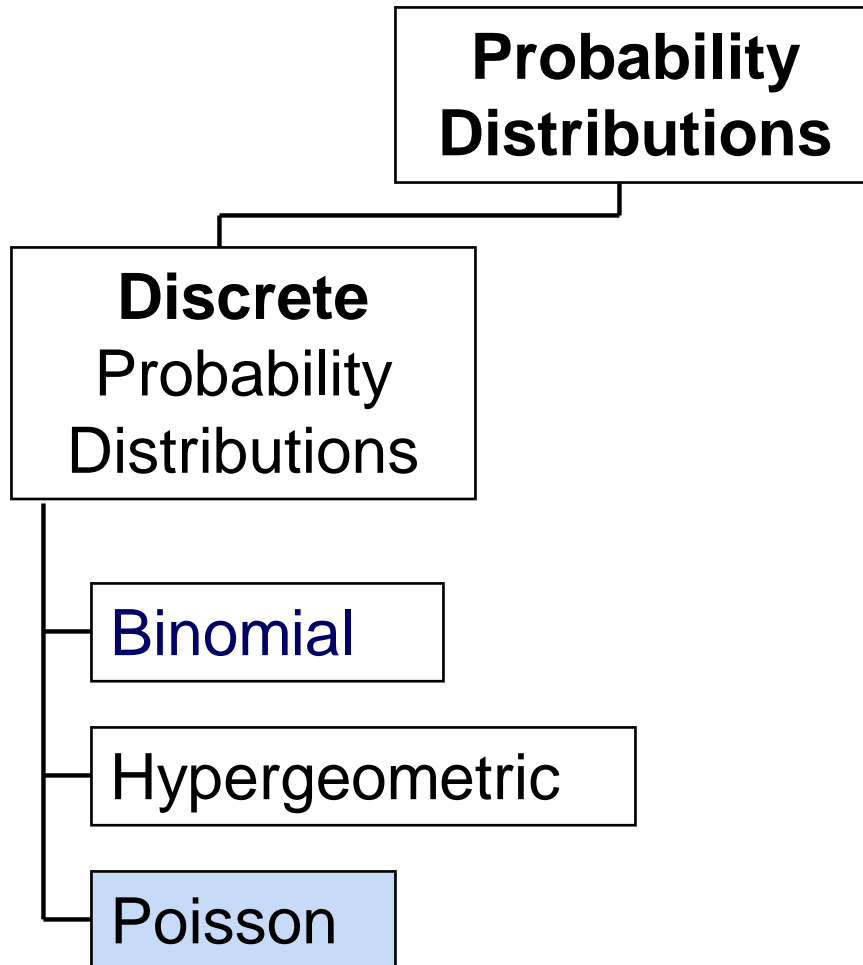 Probability
Distributions
Discrete
Probability
Distributions
Binomial
Hypergeometric
Poisson